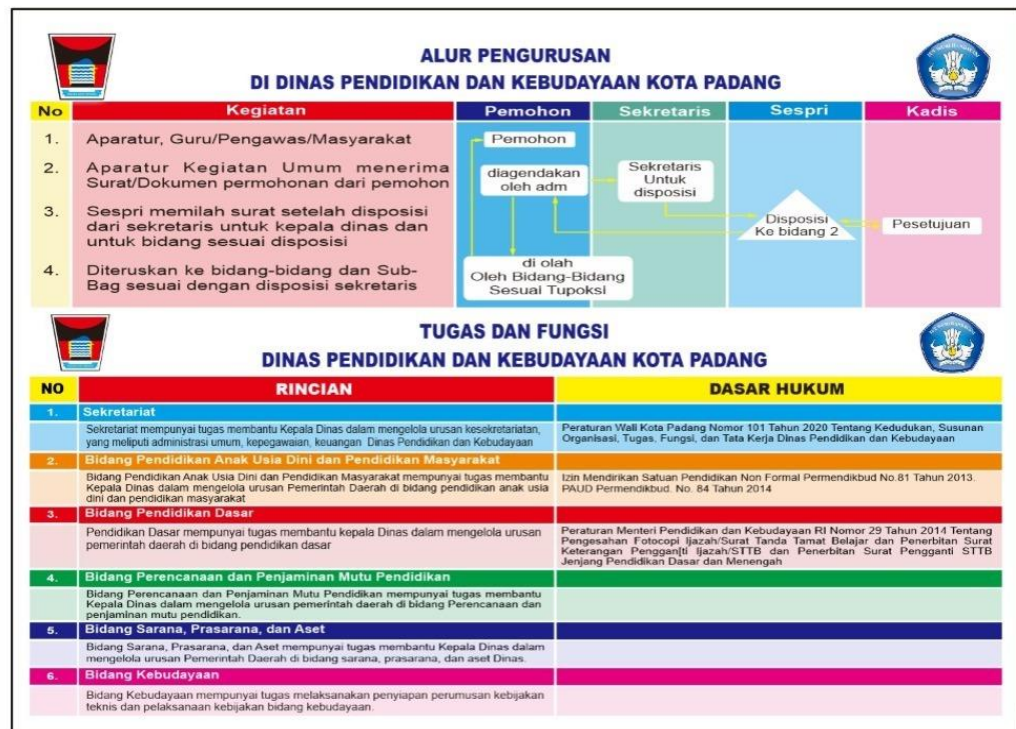 ALUR PENGURUSAN
DI DINAS PENDIDIKAN DAN KEBUDAYAAN KOTA PADANG
No Kegiatan Pemohon Sekretaris Sespri Kadis
1. Aparatur, Guru/Pengawas/Masyarakat
2. Aparatur Kegiatan Umum menerima
Surat/Dokumen permohonan dari pemohon
3. Sespri memilah surat setelah disposisi
dari sekretaris untuk kepala dinas dan
untuk bidang sesuai disposisi
4. Diteruskan ke bidang-bidang dan Sub-
Bag sesuai dengan disposisi sekretaris
Pemohon
diagendakan
oleh adm
Sekretaris
Untuk
disposisi
Disposisi
Ke bidang 2
Pesetujuan
di olah
Oleh Bidang-Bidang
Sesuai Tupoksi
TUGAS DAN FUNGSI
DINAS PENDIDIKAN DAN KEBUDAYAAN KOTA PADANG
NO RINCIAN DASAR HUKUM
1. Sekretariat
Sekretariat mempunyai tugas membantu Kepala Dinas dalam mengelola urusan kesekretariatan,
yang meliputi administrasi umum, kepegawaian, keuangan Dinas Pendidikan dan Kebudayaan
Peraturan Wali Kota Padang Nomor 101 Tahun 2020 Tentang Kedudukan, Susunan
Organisasi, Tugas, Fungsi, dan Tata Kerja Dinas Pendidikan dan Kebudayaan
2. Bidang Pendidikan Anak Usia Dini dan Pendidikan Masyarakat
Bidang Pendidikan Anak Usia Dini dan Pendidikan Masyarakat mempunyai tugas membantu
Kepala Dinas dalam mengelola urusan Pemerintah Daerah di bidang pendidikan anak usia
dini dan pendidikan masyarakat
Izin Mendirikan Satuan Pendidikan Non Formal Permendikbud No.81 Tahun 2013.
PAUD Permendikbud. No. 84 Tahun 2014
3. Bidang Pendidikan Dasar
Pendidikan Dasar mempunyai tugas membantu kepala Dinas dalam mengelola urusan
pemerintah daerah di bidang pendidikan dasar
Peraturan Menteri Pendidikan dan Kebudayaan RI Nomor 29 Tahun 2014 Tentang
Pengesahan Fotocopi Ijazah/Surat Tanda Tamat Belajar dan Penerbitan Surat
Keterangan Penggan[ti Ijazah/STTB dan Penerbitan Surat Pengganti STTB
Jenjang Pendidikan Dasar dan Menengah
4. Bidang Perencanaan dan Penjaminan Mutu Pendidikan
Bidang Perencanaan dan Penjaminan Mutu Pendidikan mempunyai tugas membantu
Kepala Dinas dalam mengelola urusan pemerintah daerah di bidang Perencanaan dan
penjaminan mutu pendidikan.
5. Bidang Sarana, Prasarana, dan Aset
Bidang Sarana, Prasarana, dan Aset mempunyai tugas membantu Kepala Dinas dalam
mengelola urusan Pemerintah Daerah di bidang sarana, prasarana, dan aset Dinas.
6. Bidang Kebudayaan
Bidang Kebudayaan mempunyai tugas melaksanakan penyiapan perumusan kebijakan
teknis dan pelaksanaan kebijakan bidang kebudayaan.